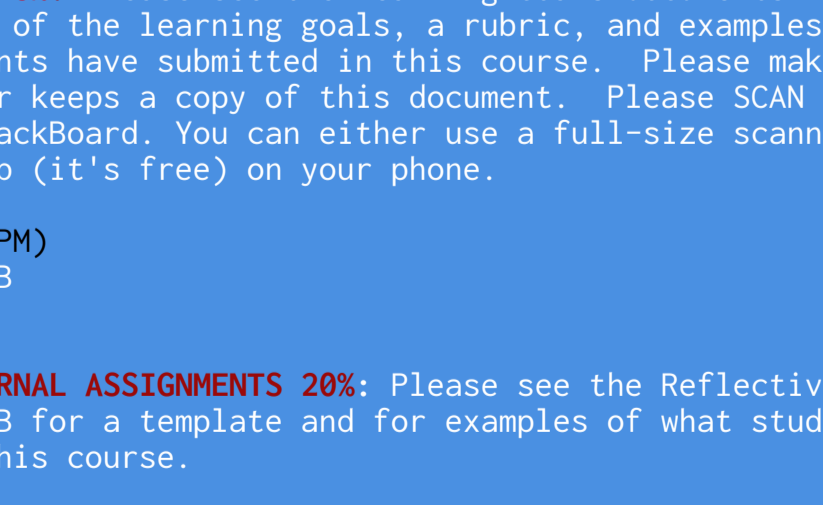 of the learning goals, a rubric, and examples
nts have submitted in this course.  Please mak
r keeps a copy of this document.  Please SCAN
ackBoard. You can either use a full-size scann
p (it's free) on your phone.
PM)
B
RNAL ASSIGNMENTS 20%: Please see the Reflectiv
B for a template and for examples of what stud
his course.